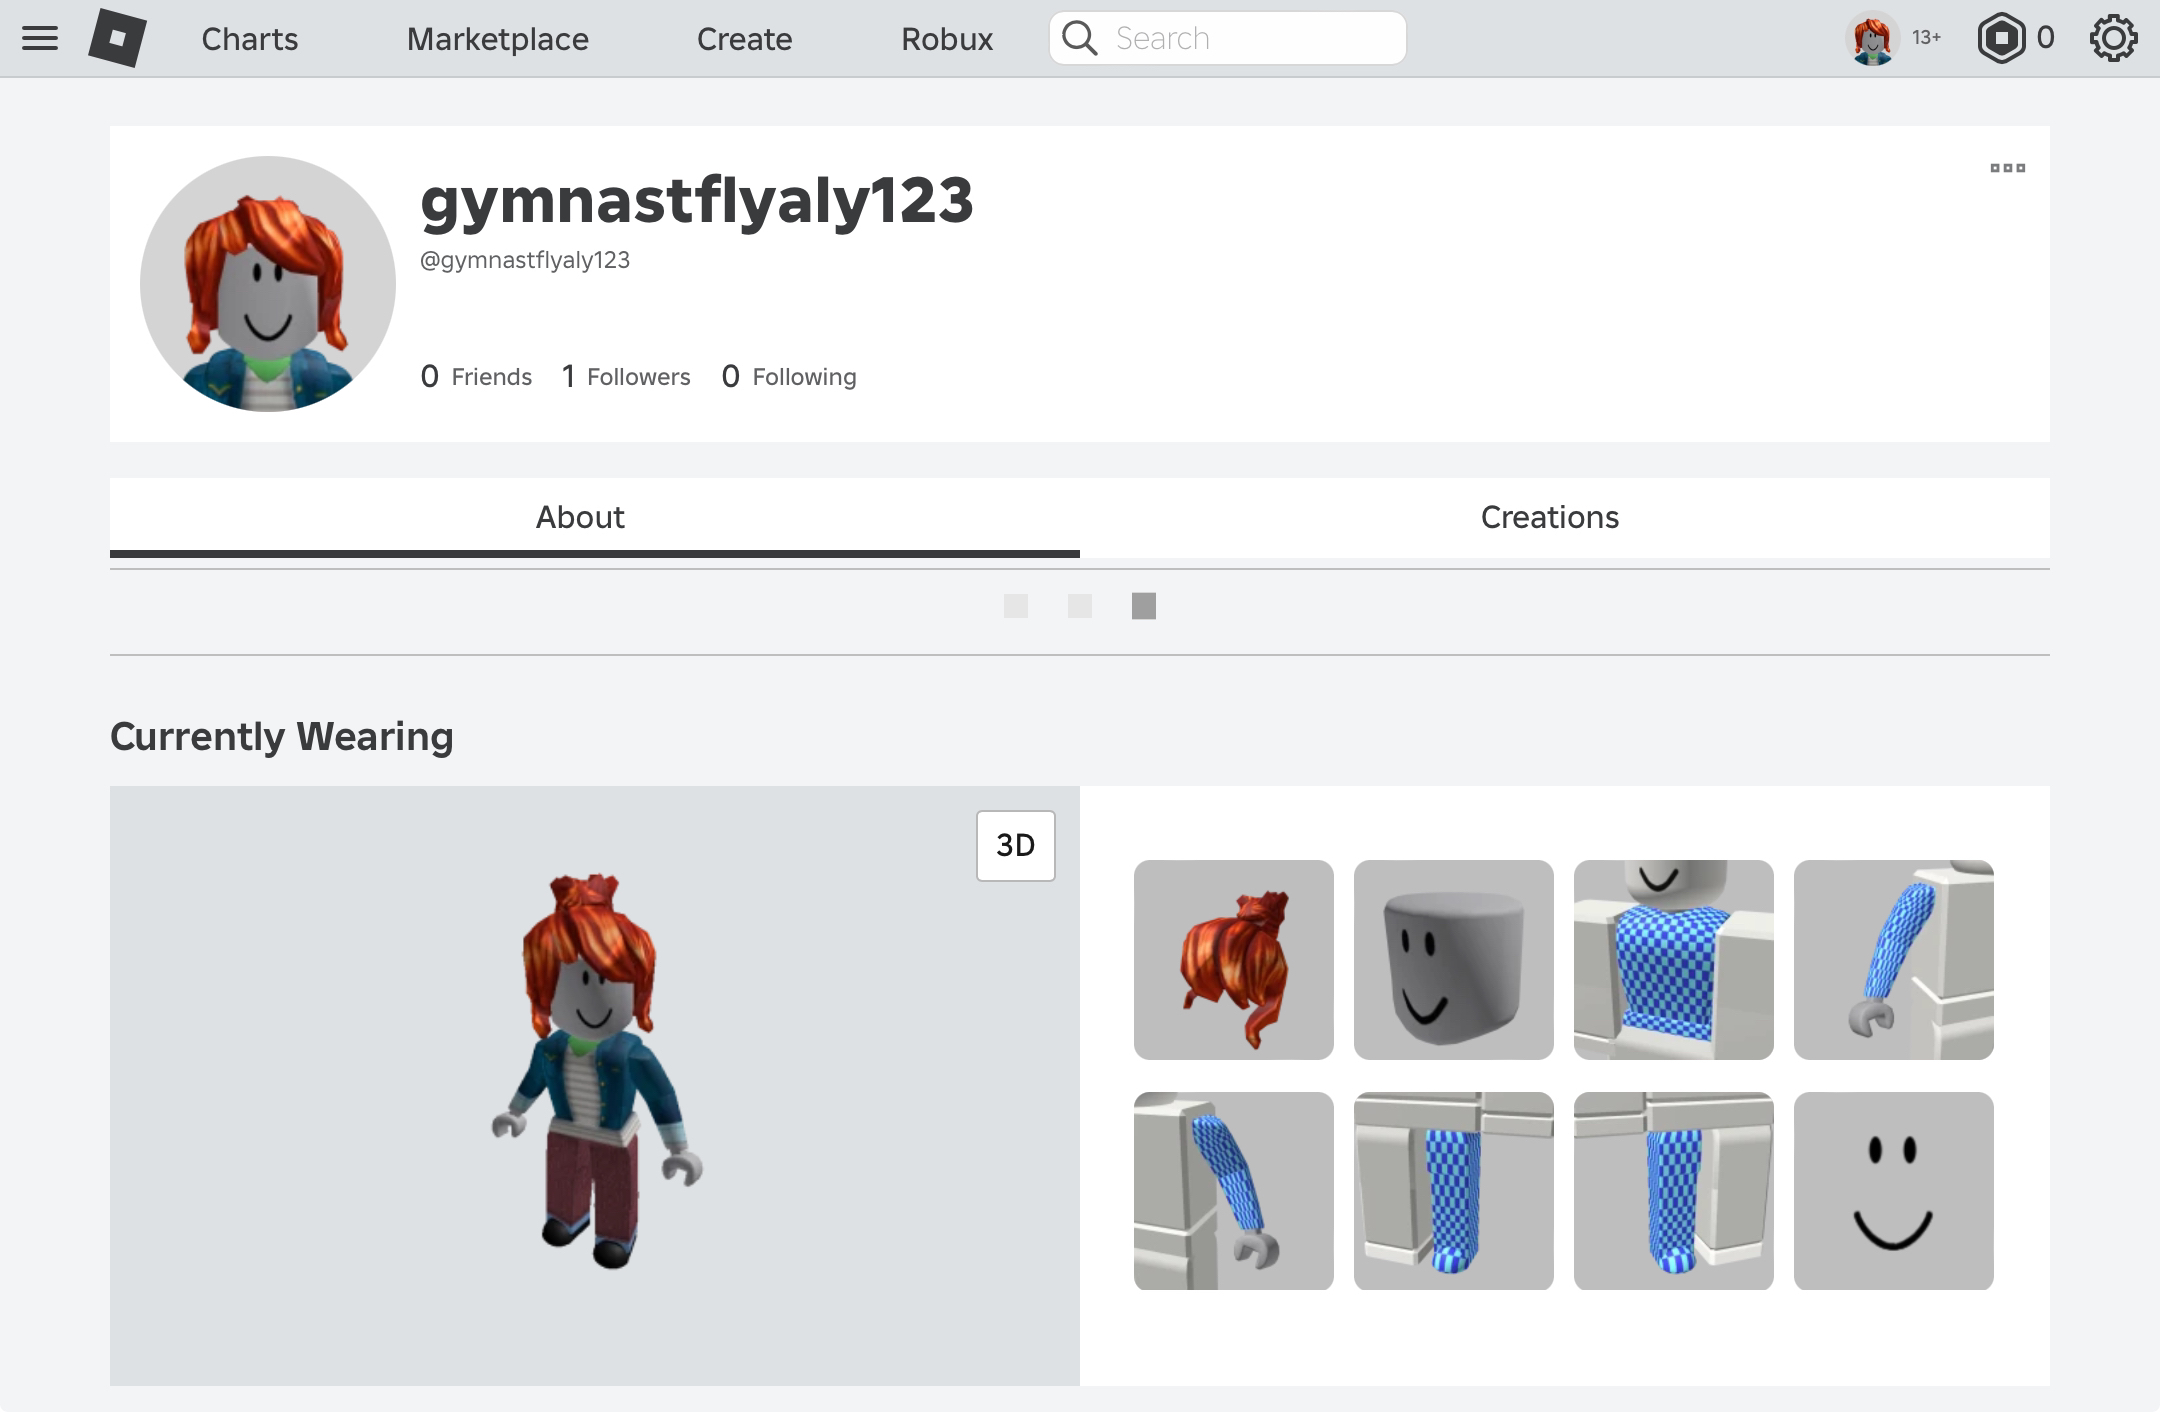 Charts Marketplace Create Robux Search 13+ 0
gymnastflyaly123
@gymnastflyaly123
0 Friends 1 Followers 0 Following
About Creations
Currently Wearing
3D